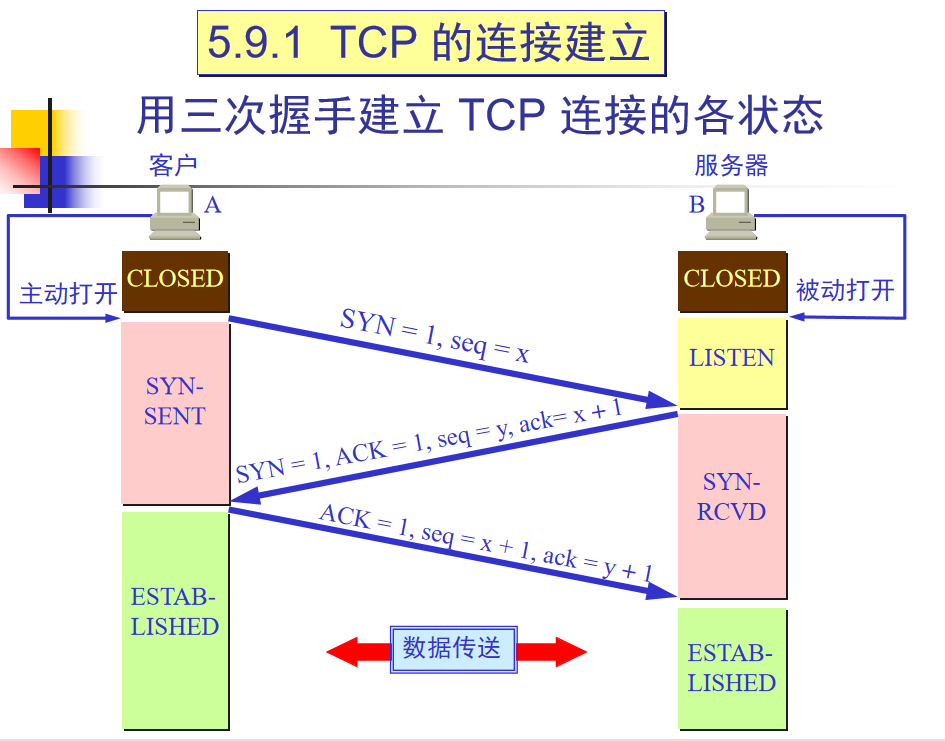 5.9.1 TCP 的连接建立
用三次握手建立 TCP 连接的各状态
客户
服务器
A
B
CLOSED
CLOSED
主动打开
被动打开
SYN = 1, seq = x
LISTEN
SYN-
SENT
SYN = 1, ACK = 1, seq = y, ack= x + 1
SYN-
RCVD
ACK = 1, seq = x + 1, ack = y + 1
ESTAB-
LISHED
数据传送
ESTAB-
LISHED